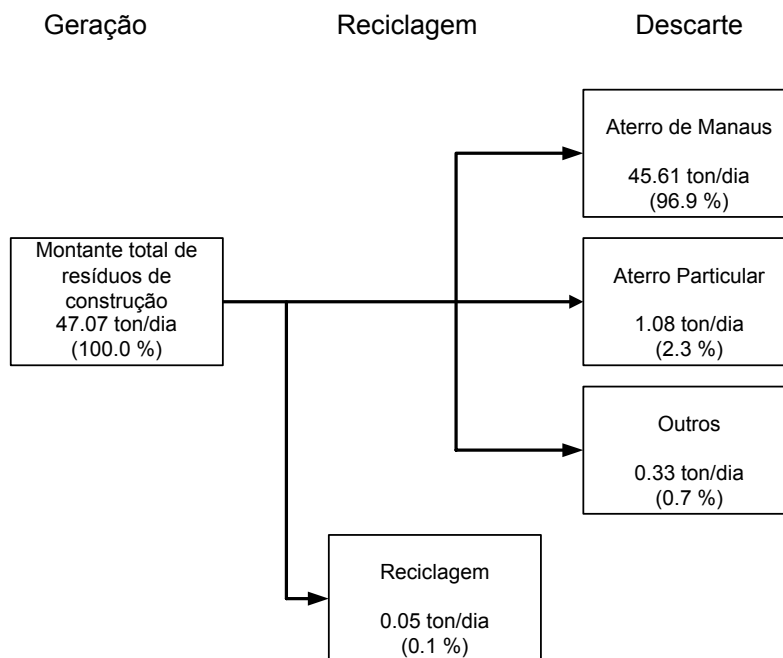 Geração
Reciclagem
Descarte
Aterro de Manaus
45.61 ton/dia
(96.9 %)
Montante total de
resíduos de
construção
47.07 ton/dia
(100.0 %)
Aterro Particular
1.08 ton/dia
(2.3 %)
Outros
0.33 ton/dia
(0.7 %)
Reciclagem
0.05 ton/dia
(0.1 %)